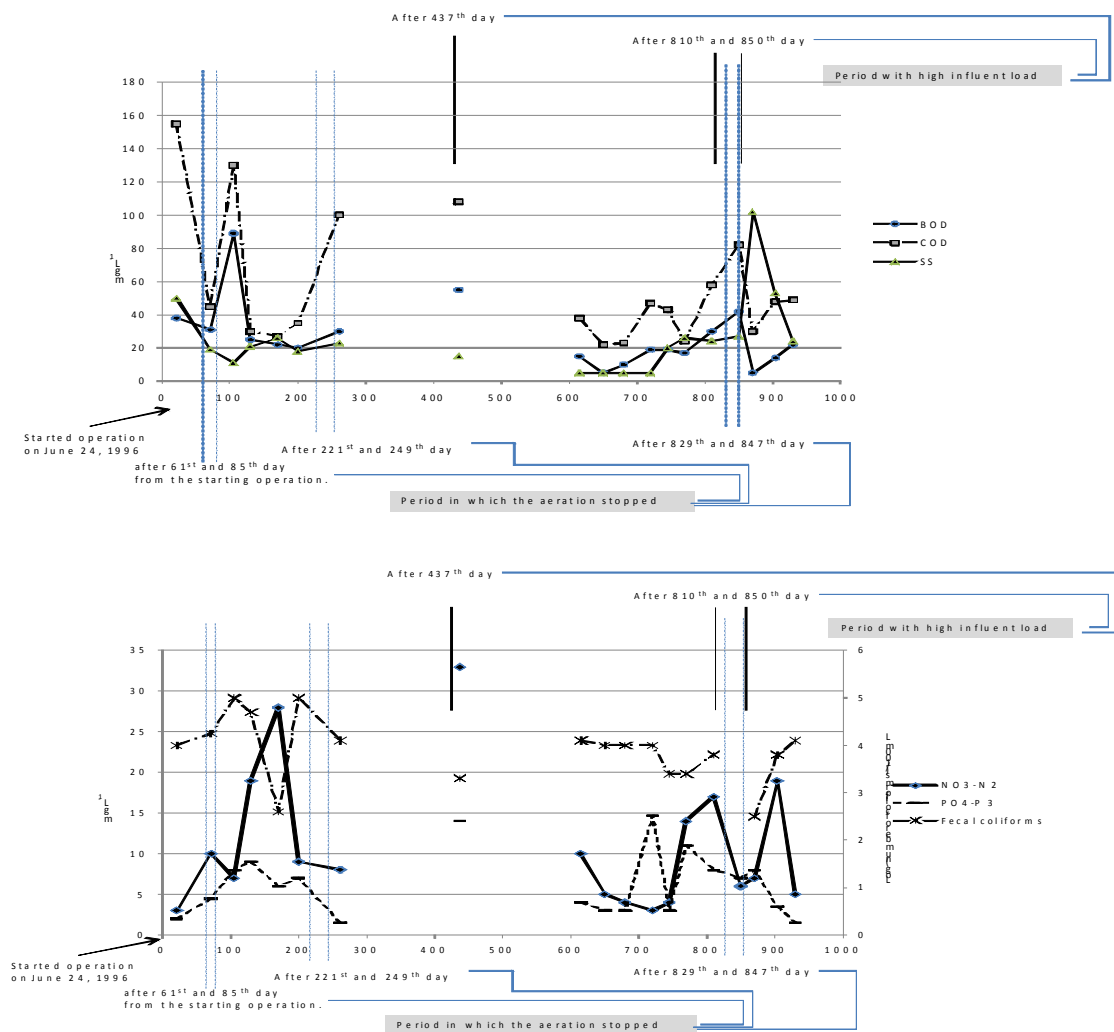 After 437th day
After 810th and 850th day
Period with high influent load
180
160
140
120
100
80
60
40
20
0
mgL-1
0 100 200 300 400 500 600 700 800 900 1000
BOD
COD
SS
Started operation
on June 24, 1996
after 61st and 85th day
from the starting operation.
After 221st and 249th day
After 829th and 847th day
Period in which the aeration stopped
After 437th day
After 810th and 850th day
Period with high influent load
35
30
25
20
15
10
5
0
mgL-1
6
5
4
3
2
1
0
0 100 200 300 400 500 600 700 800 900 1000
NO3-N2
PO4-P3
Fecal coliforms
Started operation
on June 24, 1996
after 61st and 85th day
from the starting operation.
After 221st and 249th day
After 829th and 847th day
Period in which the aeration stopped